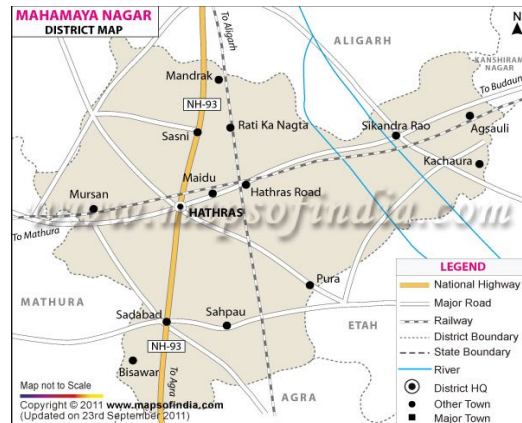 MAHAMAYA NAGAR
DISTRICT MAP
To Aligarh
N
ALIGARH
KANSHIRAM
NAGAR
Mandrak
To Budaun
NH-93
Agsauli
Rati Ka Nagta
Sikandra Rao
Sasni
Kachaura
Maidu
Hathras Road
Mursan
HATHRAS
www.mapsofindia.com
To Mathura
Pura
MATHURA
Sadabad
Sahpau
ETAH
NH-93
Bisawar
To Agra
AGRA
LEGEND
National Highway
Major Road
Railway
District Boundary
State Boundary
River
District HQ
Other Town
Major Town
Map not to Scale
Copyright © 2011 www.mapsofindia.com
(Updated on 23rd September 2011)